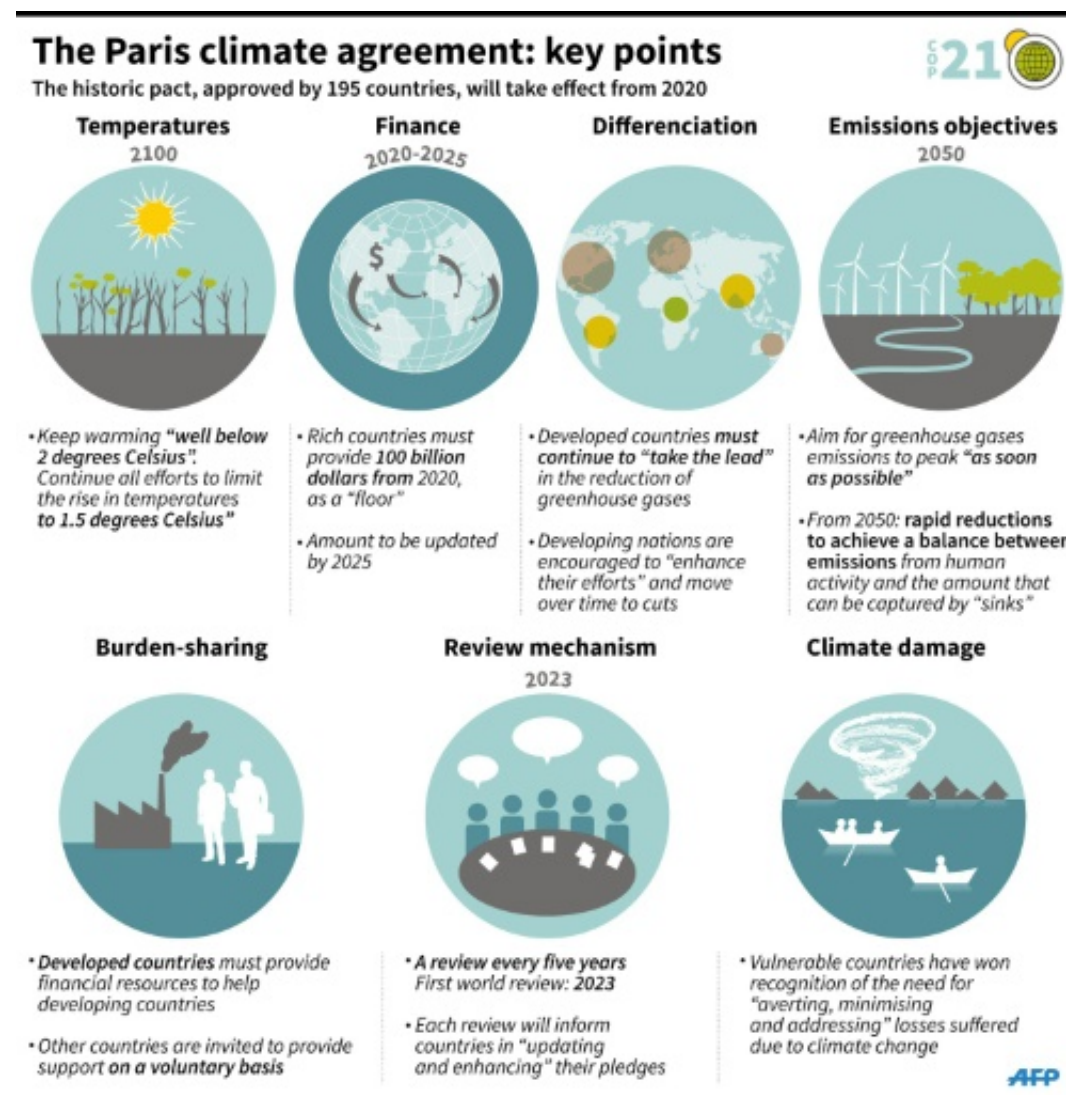 The Paris climate agreement: key points
COP 21
The historic pact, approved by 195 countries, will take effect from 2020
Temperatures
2100
• Keep warming “well below
2 degrees Celsius”.
Continue all efforts to limit
the rise in temperatures
to 1.5 degrees Celsius”
Finance
2020-2025
$
• Rich countries must
provide 100 billion
dollars from 2020,
as a “floor”
• Amount to be updated
by 2025
Differenciation
• Developed countries must
continue to “take the lead”
in the reduction of
greenhouse gases
• Developing nations are
encouraged to “enhance
their efforts” and move
over time to cuts
Emissions objectives
2050
• Aim for greenhouse gases
emissions to peak “as soon
as possible”
• From 2050: rapid reductions
to achieve a balance between
emissions from human
activity and the amount that
can be captured by “sinks”
Burden-sharing
• Developed countries must provide
financial resources to help
developing countries
• Other countries are invited to provide
support on a voluntary basis
Review mechanism
2023
• A review every five years
First world review: 2023
• Each review will inform
countries in “updating
and enhancing” their pledges
Climate damage
• Vulnerable countries have won
recognition of the need for
“averting, minimising
and addressing” losses suffered
due to climate change
AFP